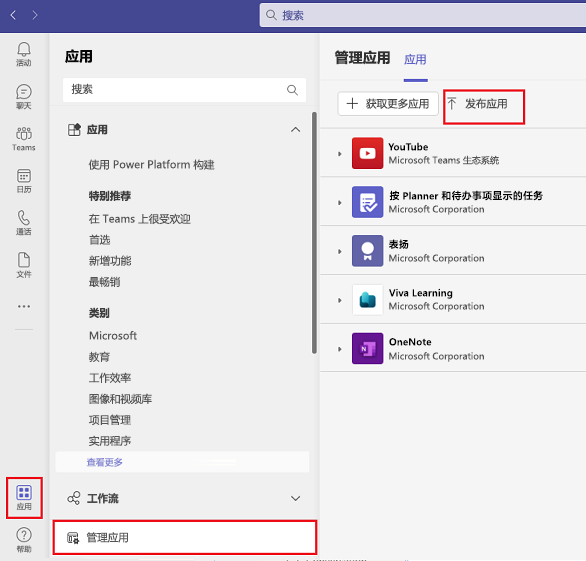 搜索
活动
聊天
Teams
日历
通话
文件
应用
帮助
应用
搜索
应用
使用 Power Platform 构建
特别推荐
在 Teams 上很受欢迎
首选
新增功能
最畅销
类别
Microsoft
教育
工作效率
图像和视频库
项目管理
实用程序
查看更多
工作流
管理应用
管理应用 应用
获取更多应用 发布应用
YouTube
Microsoft Teams 生态系统
按 Planner 和待办事项显示的任务
Microsoft Corporation
表扬
Microsoft Corporation
Viva Learning
Microsoft Corporation
OneNote
Microsoft Corporation